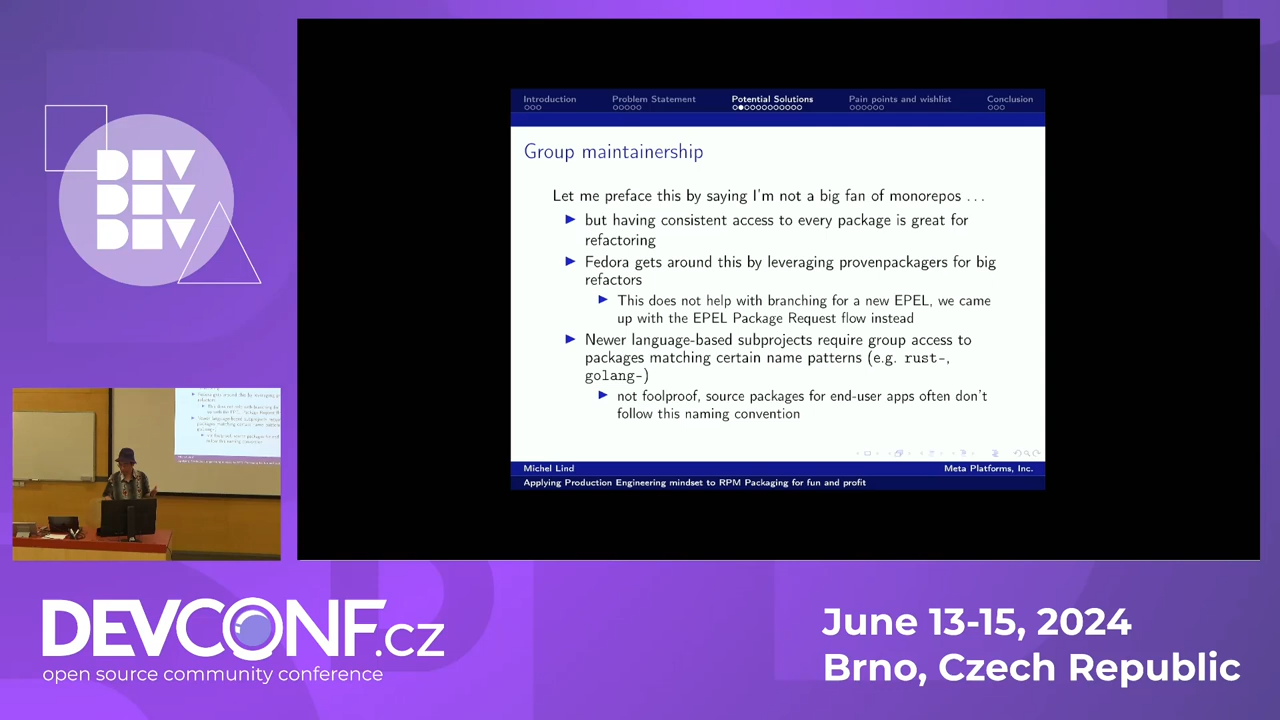 DEV
DEV
DEV
Introduction
Problem Statement
Potential Solutions
Pain points and wishlist
Conclusion
Group maintainership
Let me preface this by saying I'm not a big fan of monorepos ...
but having consistent access to every package is great for
refactoring
Fedora gets around this by leveraging provenpackagers for big
refactors
This does not help with branching for a new EPEL, we came
up with the EPEL Package Request flow instead
Newer language-based subprojects require group access to
packages matching certain name patterns (e.g. rust-,
golang-)
not foolproof, source packages for end-user apps often don't
follow this naming convention
Michel Lind
Meta Platforms, Inc.
Applying Production Engineering mindset to RPM Packaging for fun and profit
DEVCONF.cz
open source community conference
June 13-15, 2024
Brno, Czech Republic